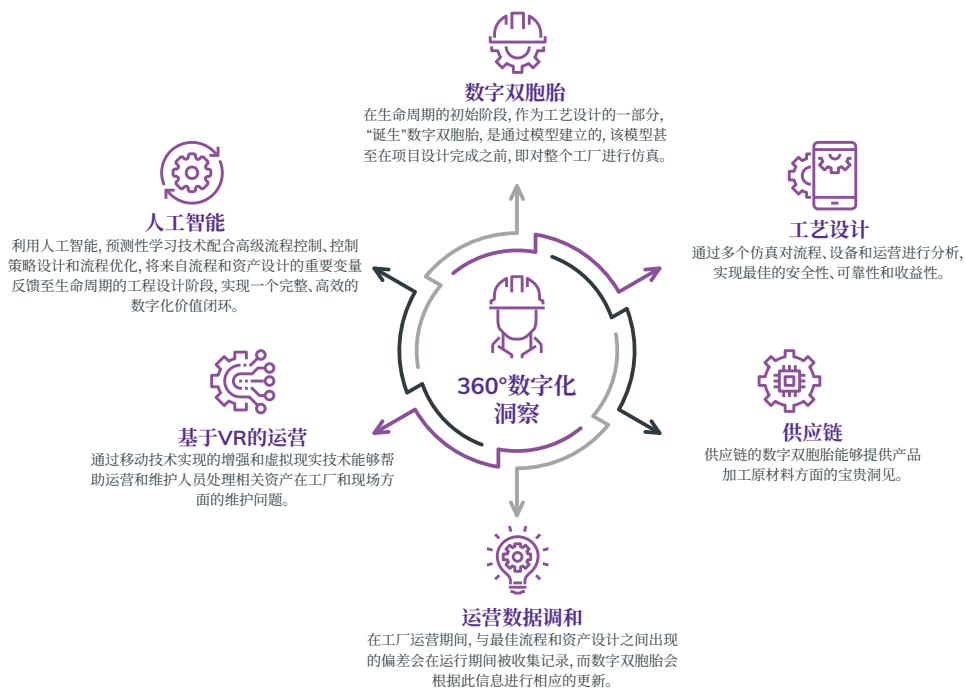 数字双胞胎
在生命周期的初始阶段, 作为工艺设计的一部分,
“诞生”数字双胞胎, 是通过模型建立的, 该模型甚
至在项目设计完成之前, 即对整个工厂进行仿真。
工艺设计
通过多个仿真对流程、设备和运营进行分析,
实现最佳的安全性、可靠性和收益性。
供应链
供应链的数字双胞胎能够提供产品
加工原材料方面的宝贵洞见。
运营数据调和
在工厂运营期间, 与最佳流程和资产设计之间出现
的偏差会在运行期间被收集记录, 而数字双胞胎会
根据此信息进行相应的更新。
基于VR的运营
通过移动技术实现的增强和虚拟现实技术能够帮
助运营和维护人员处理相关资产在工厂和现场方
面的维护问题。
人工智能
利用人工智能, 预测性学习技术配合高级流程控制、控制
策略设计和流程优化, 将来自流程和资产设计的重要变量
反馈至生命周期的工程设计阶段, 实现一个完整、高效的
数字化价值闭环。
360°数字化
洞察